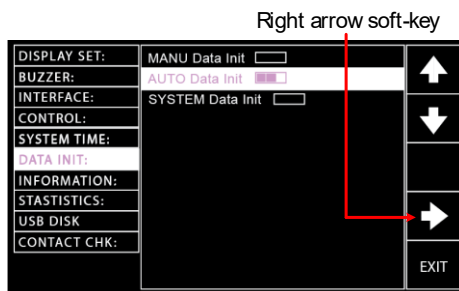 Right arrow soft-key
DISPLAY SET:
BUZZER:
INTERFACE:
CONTROL:
SYSTEM TIME:
DATA INIT:
INFORMATION:
STASTISTICS:
USB DISK
CONTACT CHK:
MANU Data Init
AUTO Data Init
SYSTEM Data Init
EXIT